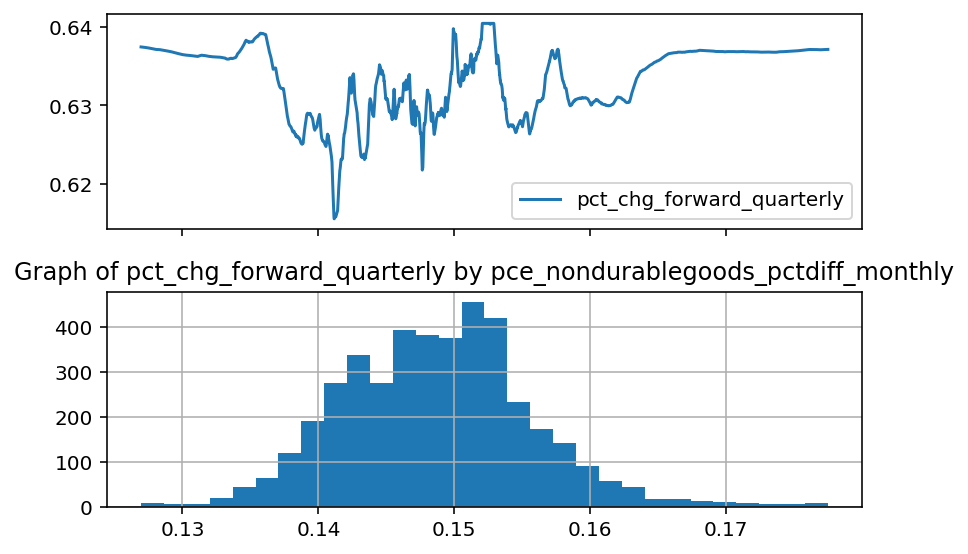 0.64
0.63
0.62
pct_chg_forward_quarterly
Graph of pct_chg_forward_quarterly by pce_nondurablegoods_pctdiff_monthly
400
300
200
100
0
0.13 0.14 0.15 0.16 0.17